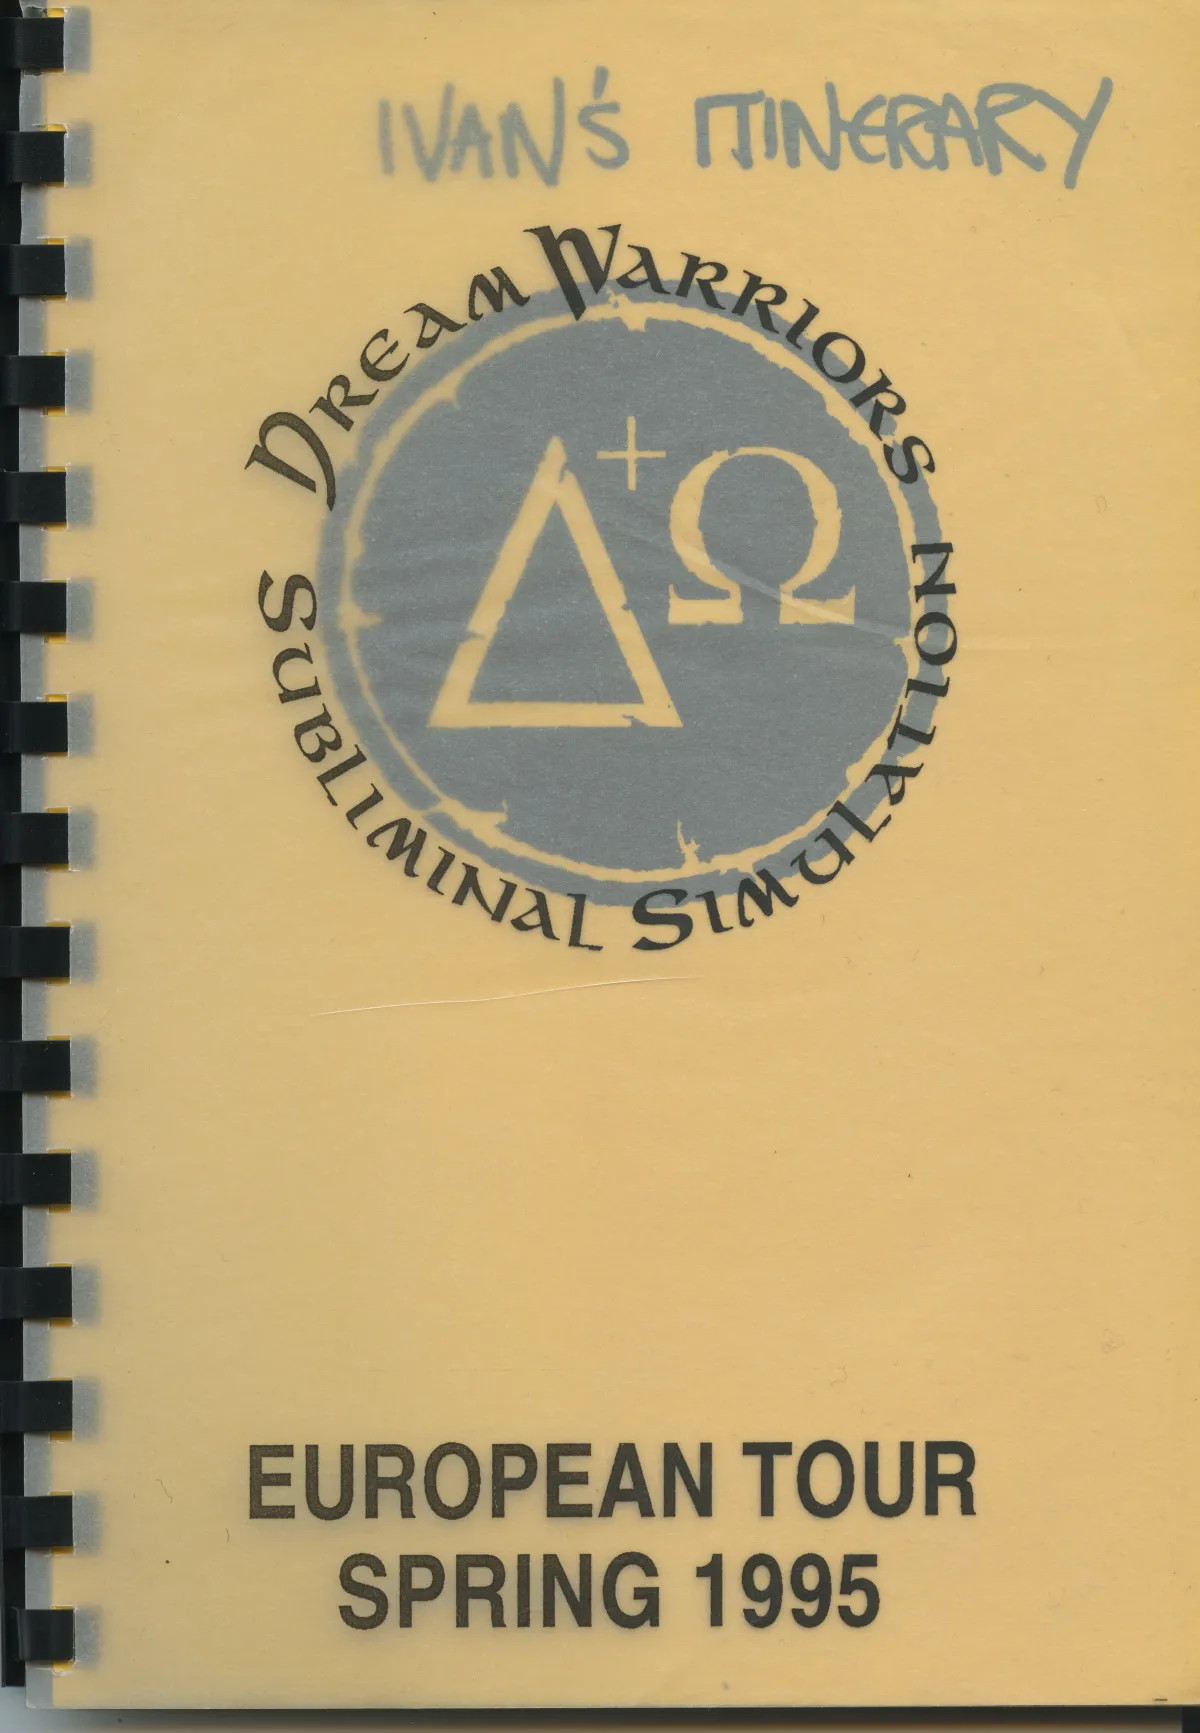 IVAN'S ITINERARY
DREAM WARRIORS
Δ+Ω
SUBLIMINAL SIMULATION
EUROPEAN TOUR
SPRING 1995